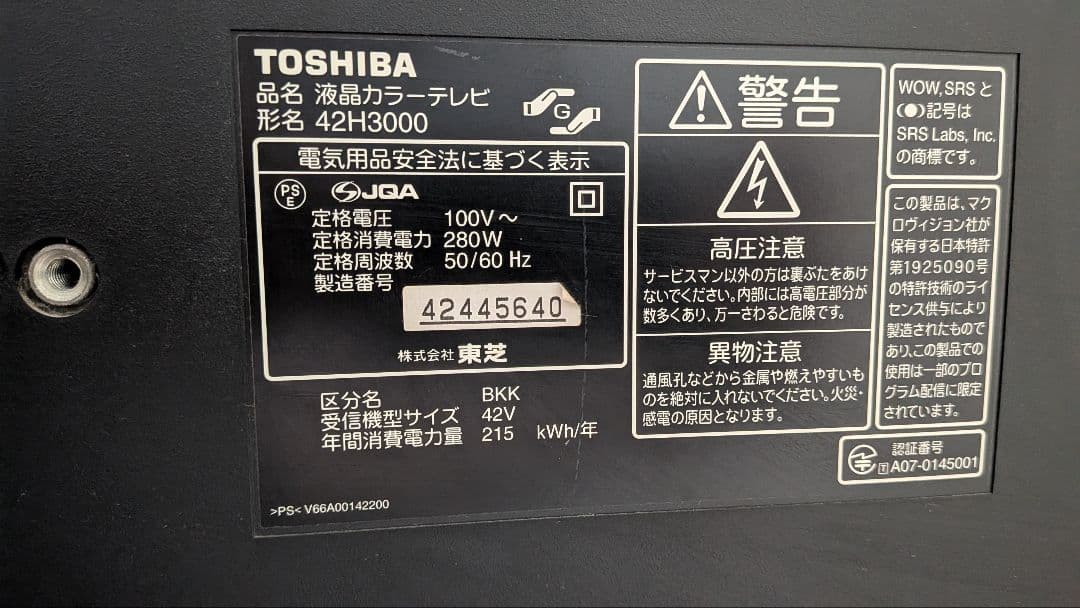 TOSHIBA
品名 液晶カラーテレビ
形名 42H3000
G
電気用品安全法に基づく表示
PS
E
JQA
定格電圧 100V～
定格消費電力 280W
定格周波数 50/60 Hz
製造番号
42445640
株式会社 東芝
区分名 BKK
受信機型サイズ 42V
年間消費電力量 215 kWh/年
>PS< V66A00142200
警告
高圧注意
サービスマン以外の方は裏ぶたをあけ
ないでください。内部には高電圧部分が
数多くあり、万一さわると危険です。
異物注意
通風孔などから金属や燃えやすいも
のを絶対に入れないでください。火災・
感電の原因となります。
WOW, SRS と
(●)記号は
SRS Labs, Inc.
の商標です。
この製品は、マク
ロヴィジョン社が
保有する日本特許
第1925090号
の特許技術のライ
センス供与により
製造されたもので
あり、この製品での
使用は一部のプロ
グラム配信に限定
されています。
認証番号
T A07-0145001